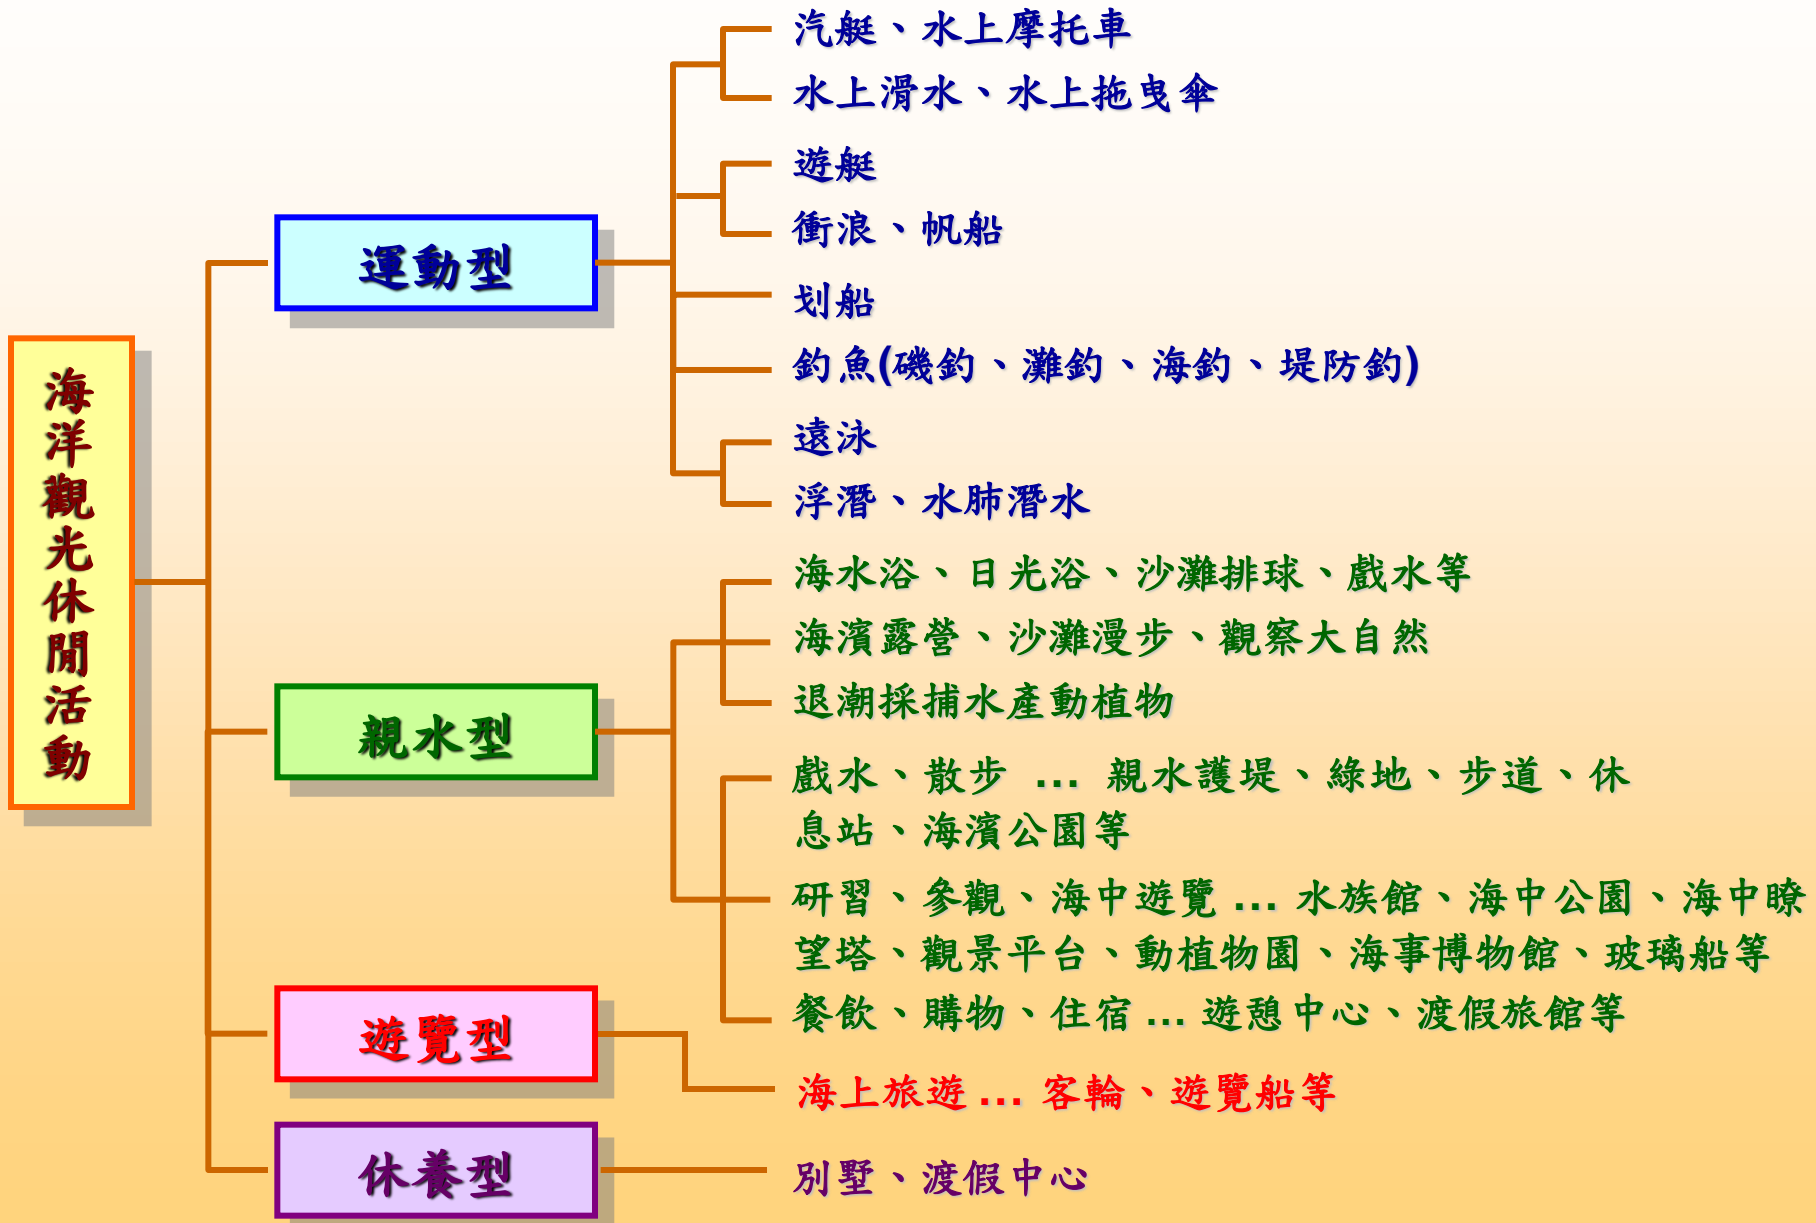 海洋觀光休閒活動
運動型
汽艇、水上摩托車
水上滑水、水上拖曳傘
遊艇
衝浪、帆船
划船
釣魚(磯釣、灘釣、海釣、堤防釣)
遠泳
浮潛、水肺潛水
親水型
海水浴、日光浴、沙灘排球、戲水等
海濱露營、沙灘漫步、觀察大自然
退潮採捕水產動植物
戲水、散步 ... 親水護堤、綠地、步道、休
息站、海濱公園等
研習、參觀、海中遊覽 ... 水族館、海中公園、海中瞭
望塔、觀景平台、動植物園、海事博物館、玻璃船等
餐飲、購物、住宿 ... 遊憩中心、渡假旅館等
遊覽型
海上旅遊 ... 客輪、遊覽船等
休養型
別墅、渡假中心